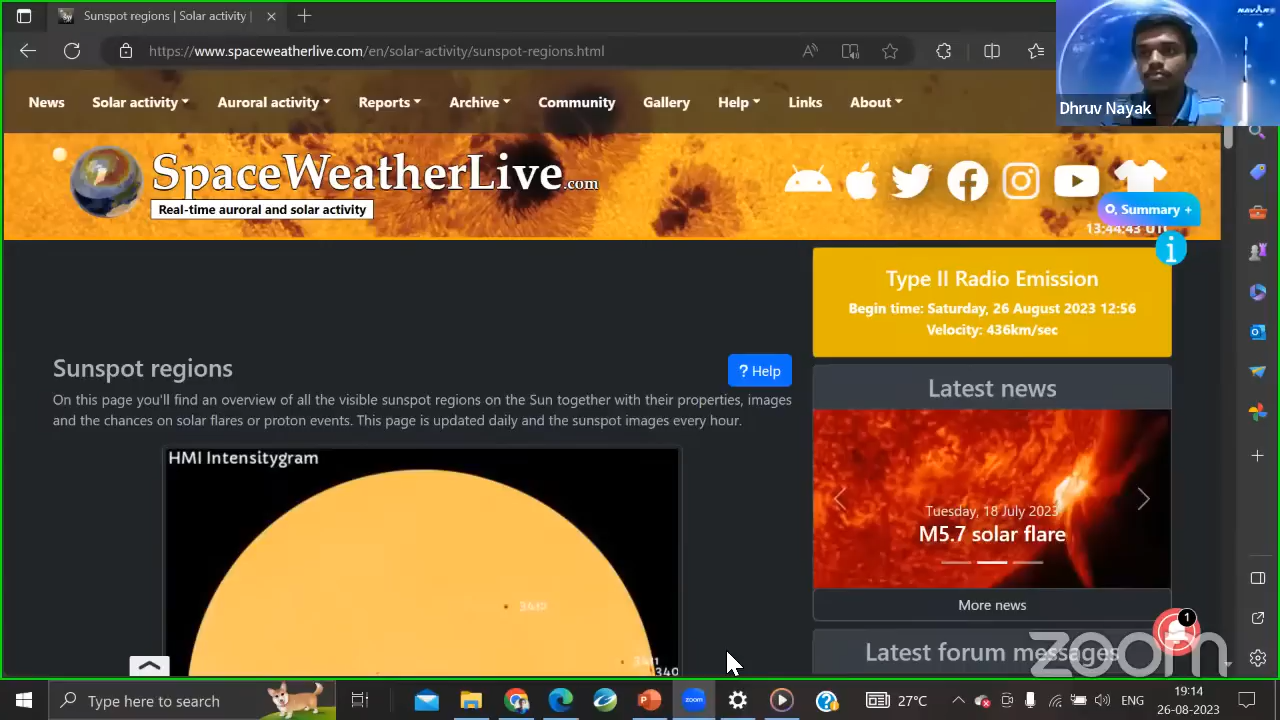 Sunspot regions | Solar activity |
https://www.spaceweatherlive.com/en/solar-activity/sunspot-regions.html
NAVARS
Dhruv Nayak
News Solar activity Auroral activity Reports Archive Community Gallery Help Links About
SpaceWeatherLive.com
Real-time auroral and solar activity
Summary +
13:44:43 UTC
Type II Radio Emission
Begin time: Saturday, 26 August 2023 12:56
Velocity: 436km/sec
Sunspot regions
? Help
On this page you'll find an overview of all the visible sunspot regions on the Sun together with their properties, images
and the chances on solar flares or proton events. This page is updated daily and the sunspot images every hour.
Latest news
HMI Intensitygram
Tuesday, 18 July 2023
M5.7 solar flare
More news
1
Latest forum messages
zoom
Type here to search
zoom
27°C
ENG
19:14
26-08-2023